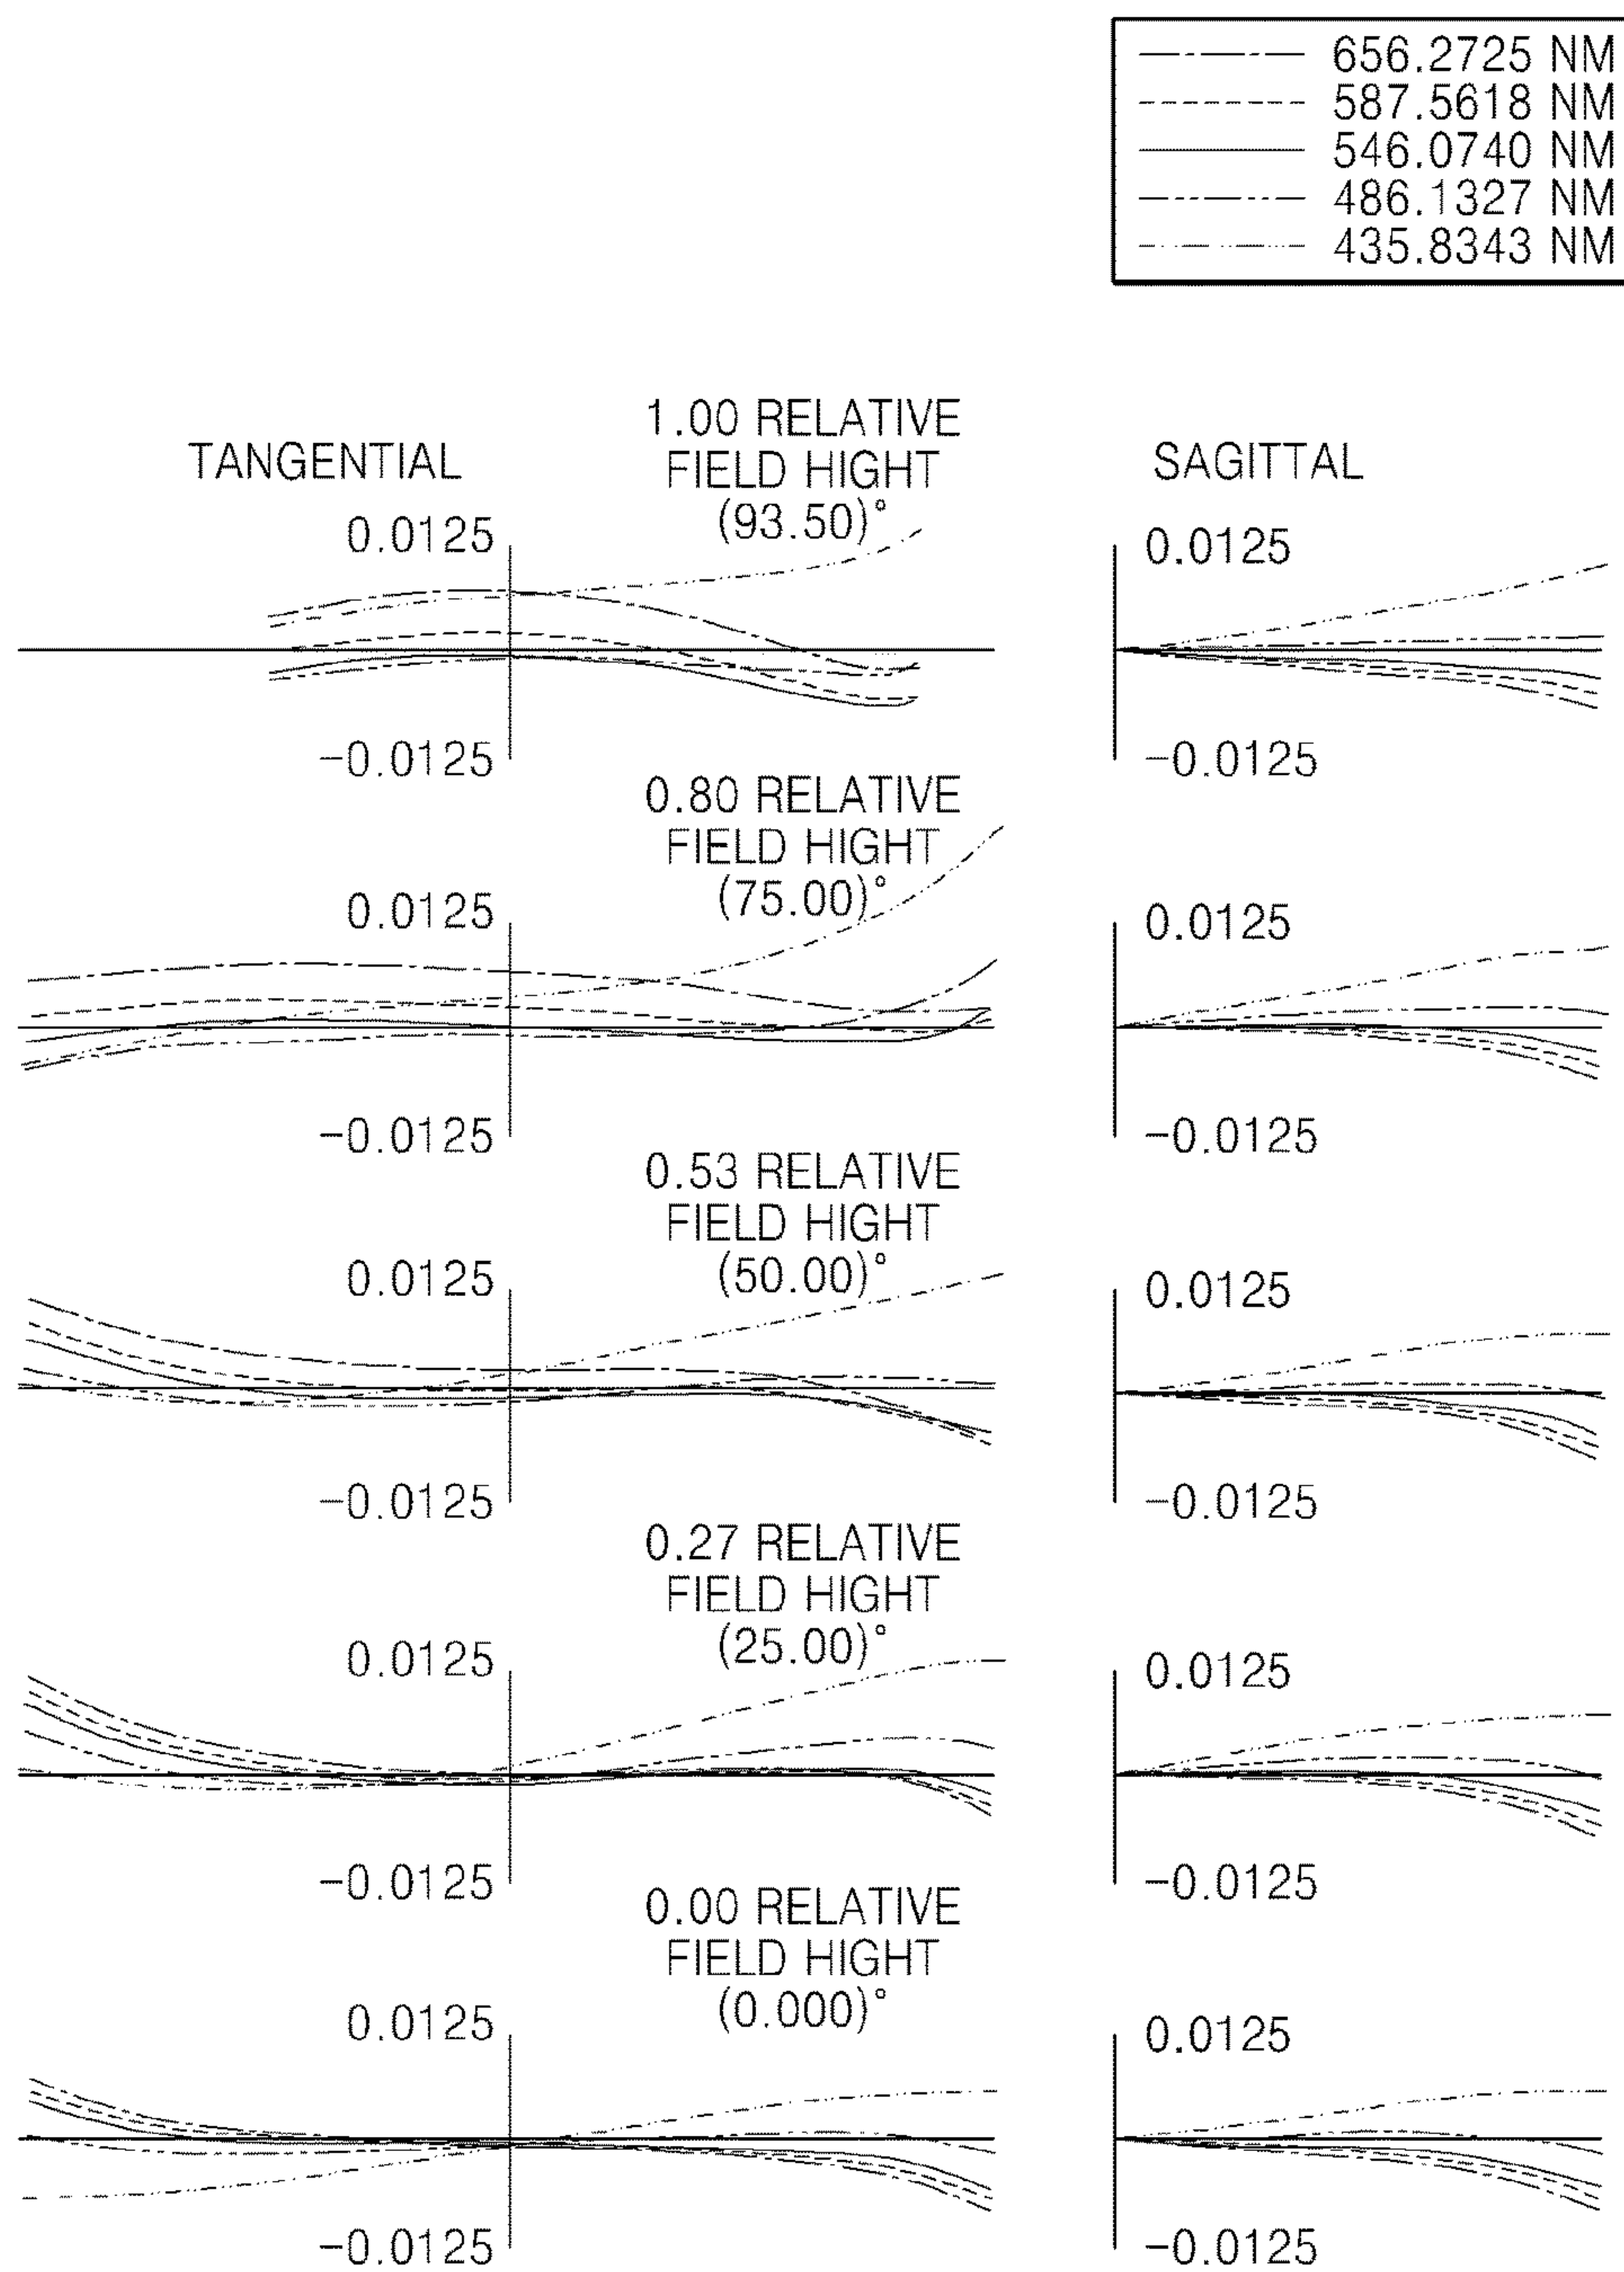 656.2725 NM
587.5618 NM
546.0740 NM
486.1327 NM
435.8343 NM
TANGENTIAL
1.00 RELATIVE
FIELD HIGHT
(93.50)°
SAGITTAL
0.0125
0.0125
-0.0125
-0.0125
0.80 RELATIVE
FIELD HIGHT
(75.00)°
0.0125
0.0125
-0.0125
-0.0125
0.53 RELATIVE
FIELD HIGHT
(50.00)°
0.0125
0.0125
-0.0125
-0.0125
0.27 RELATIVE
FIELD HIGHT
(25.00)°
0.0125
0.0125
-0.0125
-0.0125
0.00 RELATIVE
FIELD HIGHT
(0.000)°
0.0125
0.0125
-0.0125
-0.0125